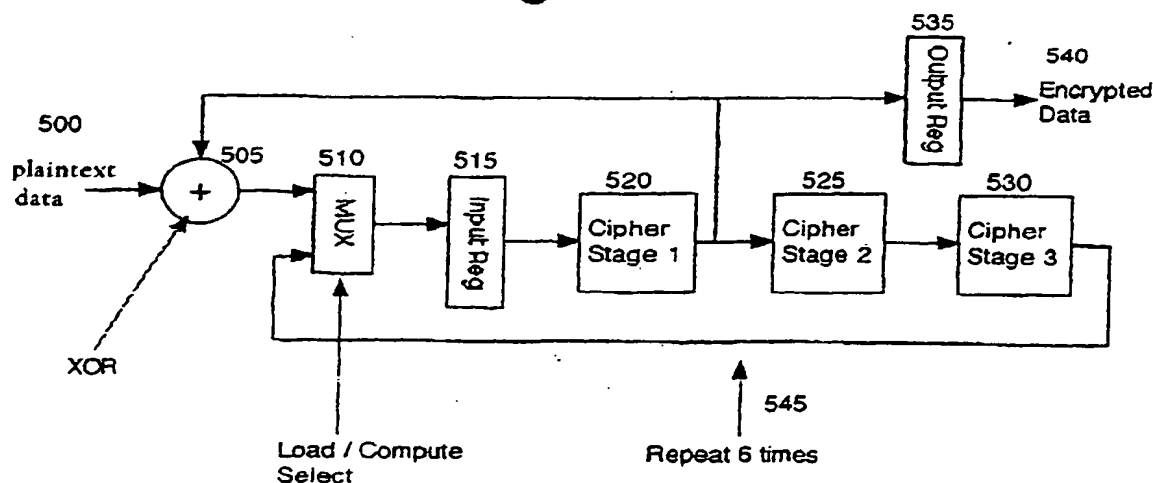 535
540
Output Reg
Encrypted
Data
500
plaintext
data
505
+
510
MUX
515
Input Reg
520
Cipher
Stage 1
525
Cipher
Stage 2
530
Cipher
Stage 3
XOR
545
Load / Compute
Select
Repeat 6 times